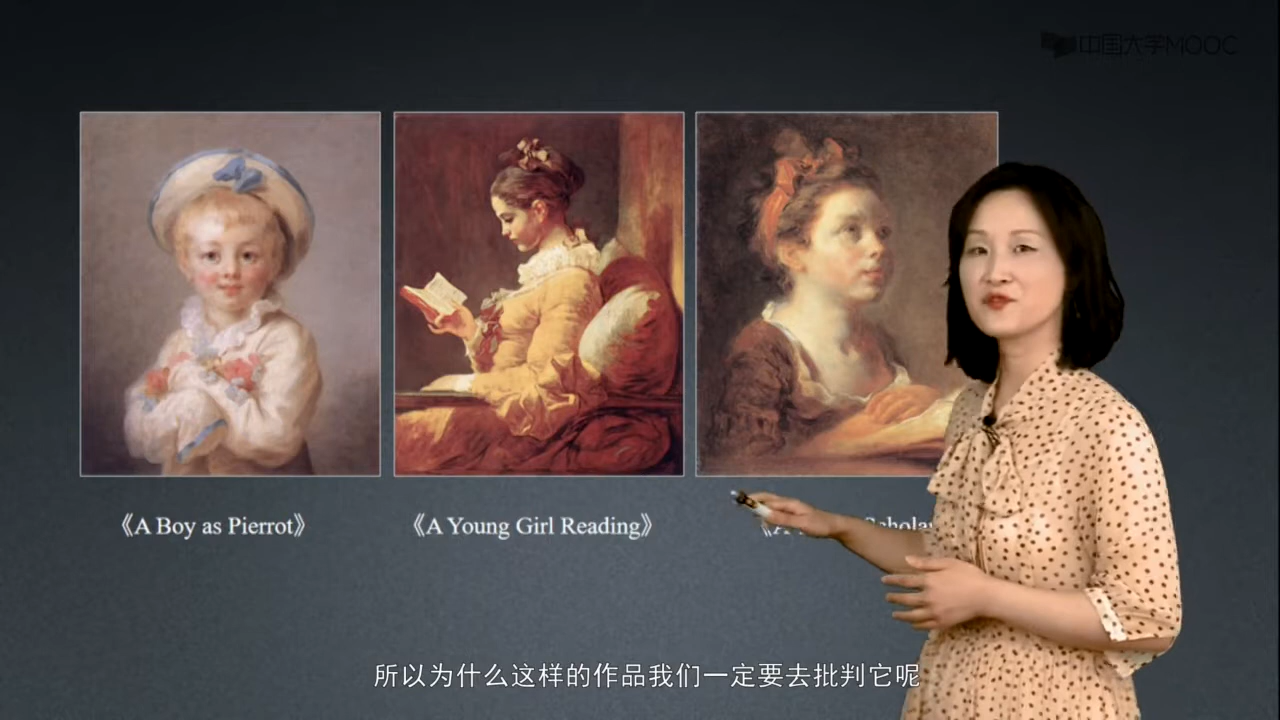 中国大学MOOC
《A Boy as Pierrot》
《A Young Girl Reading》
《A
所以为什么这样的作品我们一定要去批判它呢